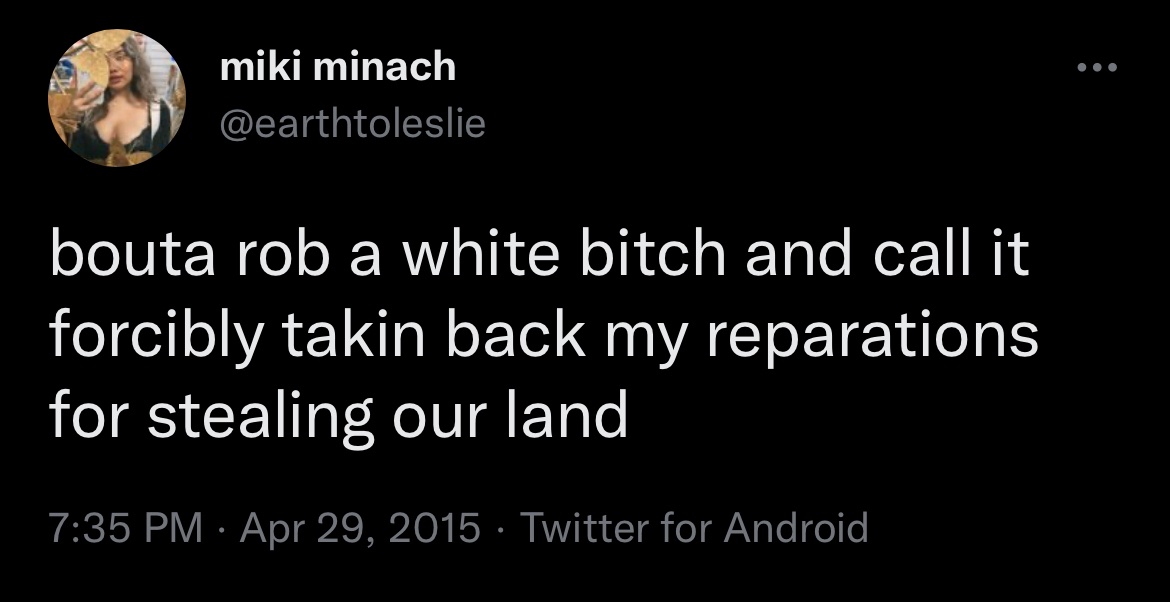 miki minach
@earthtoleslie
bouta rob a white bitch and call it
forcibly takin back my reparations
for stealing our land
7:35 PM · Apr 29, 2015 · Twitter for Android